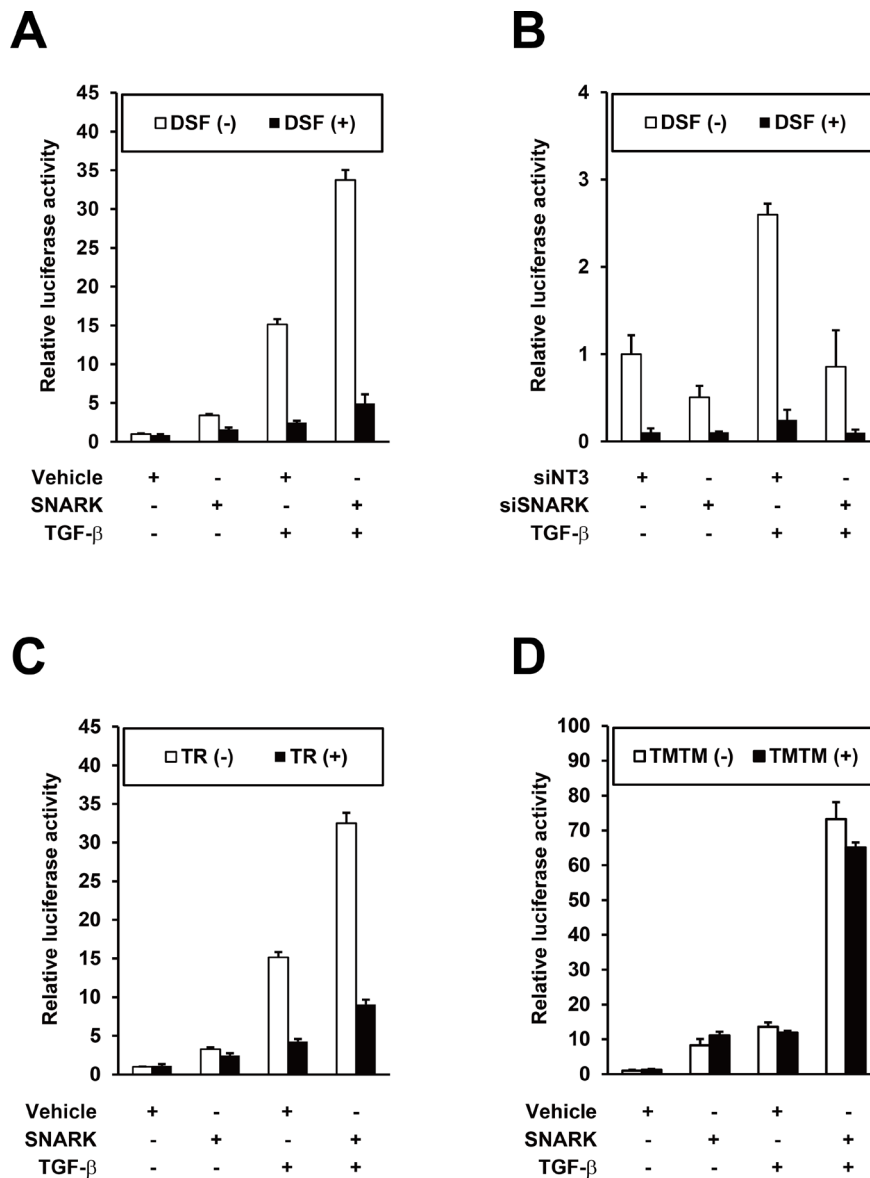 A
Relative luciferase activity
45
40
35
30
25
20
15
10
5
0
DSF (-) DSF (+)
Vehicle + - + -
SNARK - + - +
TGF-β - - + +
B
Relative luciferase activity
4
3
2
1
0
DSF (-) DSF (+)
siNT3 + - + -
siSNARK - + - +
TGF-β - - + +
C
Relative luciferase activity
45
40
35
30
25
20
15
10
5
0
TR (-) TR (+)
Vehicle + - + -
SNARK - + - +
TGF-β - - + +
D
Relative luciferase activity
100
90
80
70
60
50
40
30
20
10
0
TMTM (-) TMTM (+)
Vehicle + - + -
SNARK - + - +
TGF-β - - + +